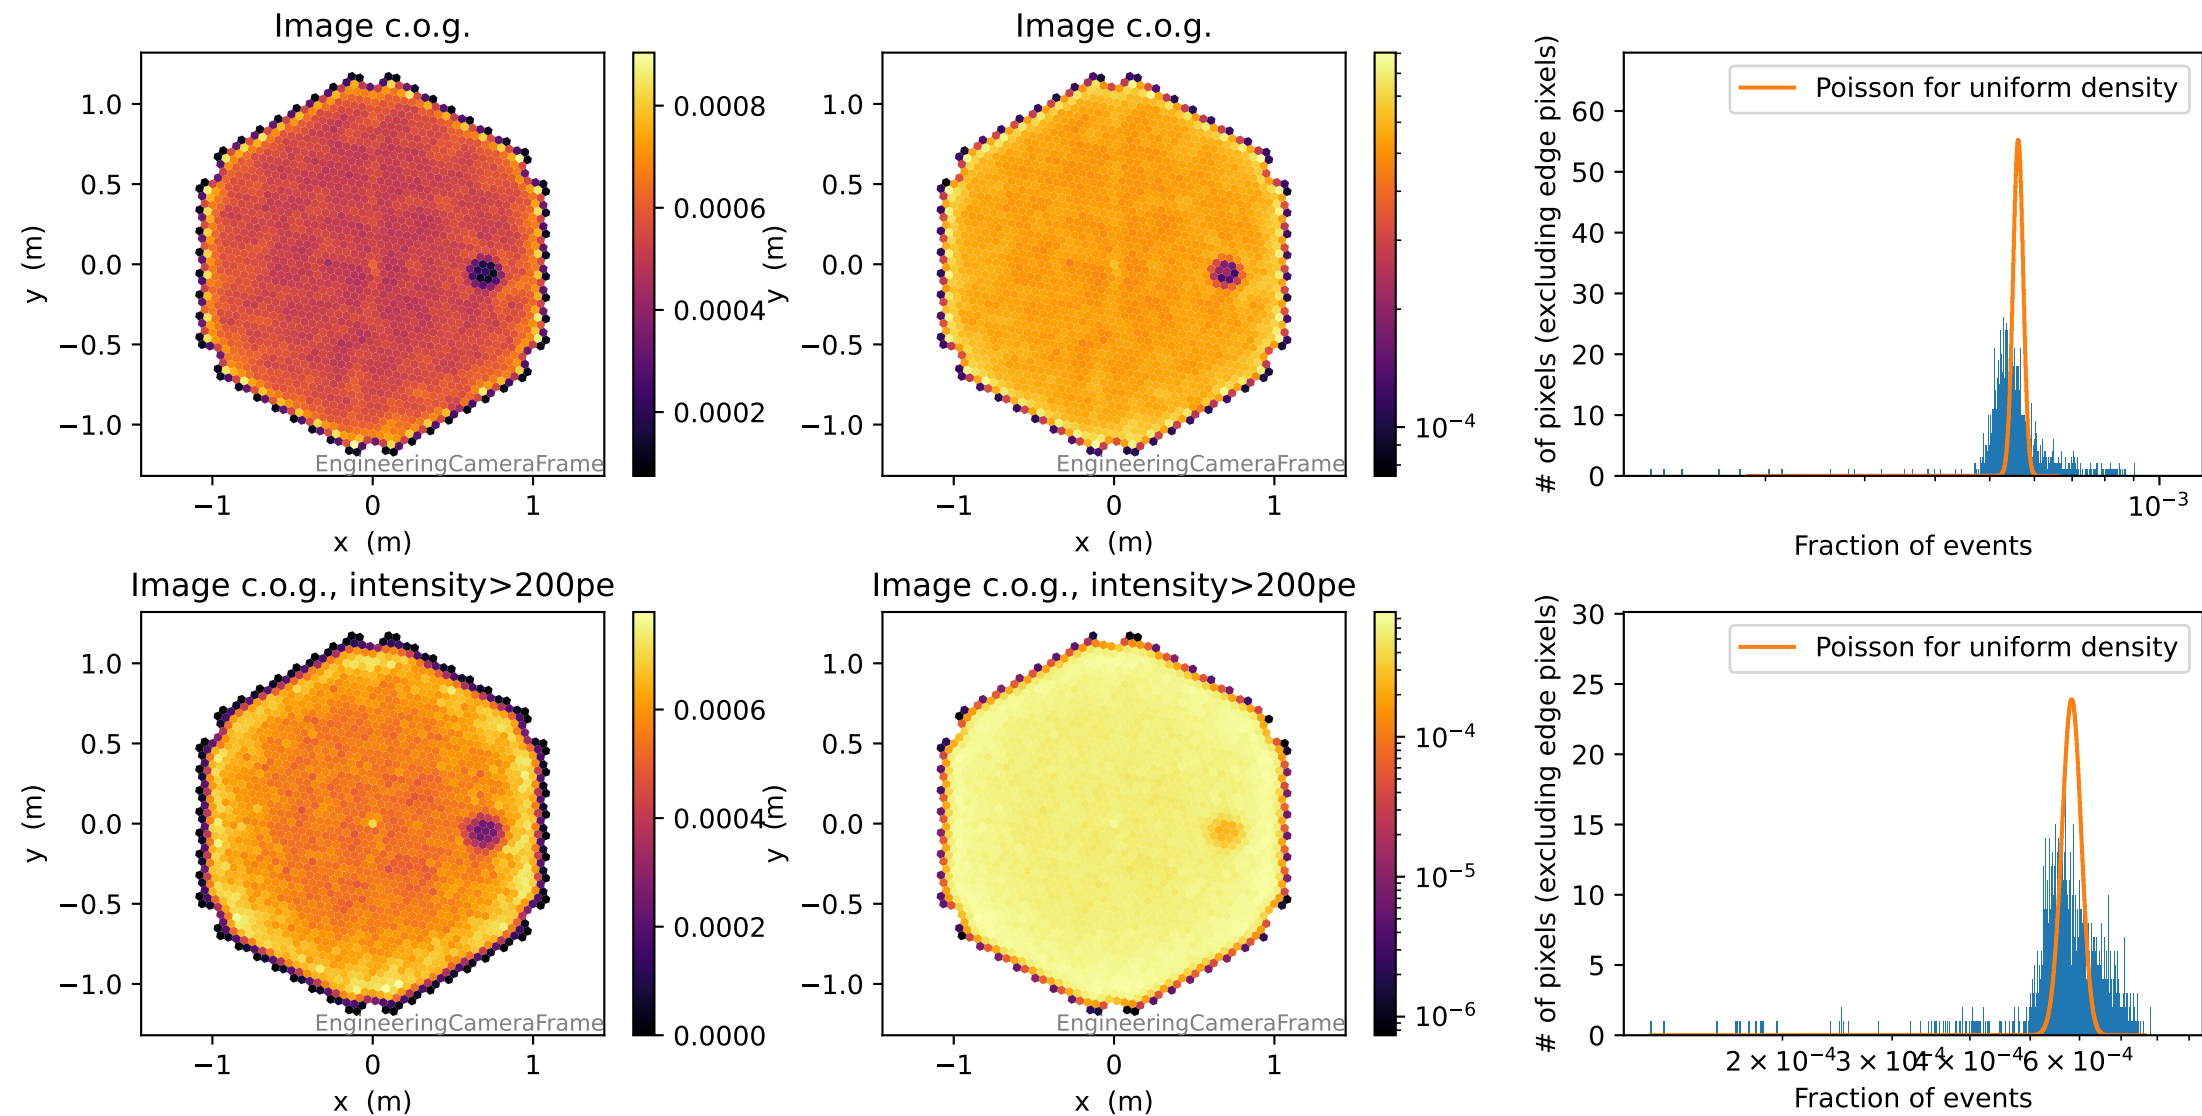 Image c.o.g.
1.0
0.5
0.0
−0.5
−1.0
y (m)
−1
0
1
x (m)
EngineeringCameraFrame
0.0008
0.0006
0.0004
0.0002
Image c.o.g.
1.0
0.5
0.0
−0.5
−1.0
y (m)
−1
0
1
x (m)
EngineeringCameraFrame
10⁻⁴
Poisson for uniform density
60
50
40
30
20
10
0
# of pixels (excluding edge pixels)
10⁻³
Fraction of events
Image c.o.g., intensity>200pe
1.0
0.5
0.0
−0.5
−1.0
y (m)
−1
0
1
x (m)
EngineeringCameraFrame
0.0006
0.0004
0.0002
0.0000
Image c.o.g., intensity>200pe
1.0
0.5
0.0
−0.5
−1.0
y (m)
−1
0
1
x (m)
EngineeringCameraFrame
10⁻⁴
10⁻⁵
10⁻⁶
Poisson for uniform density
30
25
20
15
10
5
0
# of pixels (excluding edge pixels)
2 × 10⁻⁴
3 × 10⁻⁴
4 × 10⁻⁴
6 × 10⁻⁴
Fraction of events